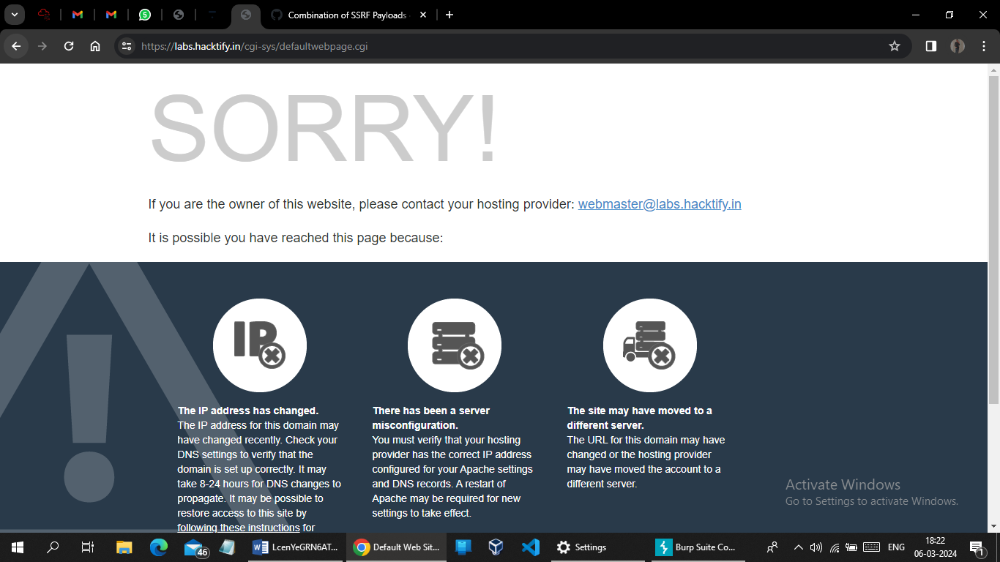 5
Combination of SSRF Payloads
https://labs.hacktify.in/cgi-sys/defaultwebpage.cgi
SORRY!
If you are the owner of this website, please contact your hosting provider: webmaster@labs.hacktify.in
It is possible you have reached this page because:
IP
The IP address has changed.
The IP address for this domain may
have changed recently. Check your
DNS settings to verify that the
domain is set up correctly. It may
take 8-24 hours for DNS changes to
propagate. It may be possible to
restore access to this site by
following these instructions for
There has been a server
misconfiguration.
You must verify that your hosting
provider has the correct IP address
configured for your Apache settings
and DNS records. A restart of
Apache may be required for new
settings to take effect.
The site may have moved to a
different server.
The URL for this domain may have
changed or the hosting provider
may have moved the account to a
different server.
Activate Windows
Go to Settings to activate Windows.
46
LcenYeGRN6AT...
Default Web Sit...
Settings
Burp Suite Co...
ENG
18:22
06-03-2024
1